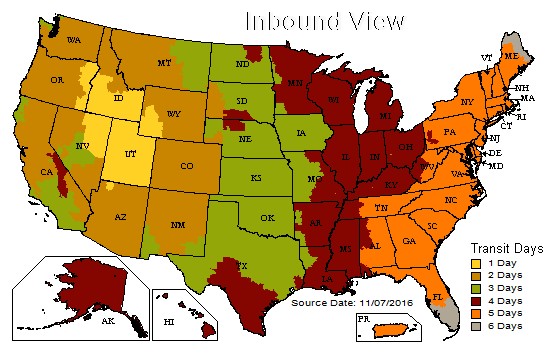 Inbound View
WA
MT
ND
MN
ME
VT
NH
MA
RI
CT
OR
ID
WY
SD
WI
MI
NY
PA
NJ
DE
MD
NV
UT
CO
NE
IA
IL
IN
OH
WV
VA
CA
KS
MO
KY
NC
AZ
NM
OK
AR
TN
SC
TX
LA
MS
AL
GA
FL
AK
HI
PR
Source Date: 11/07/2016
Transit Days
1 Day
2 Days
3 Days
4 Days
5 Days
6 Days